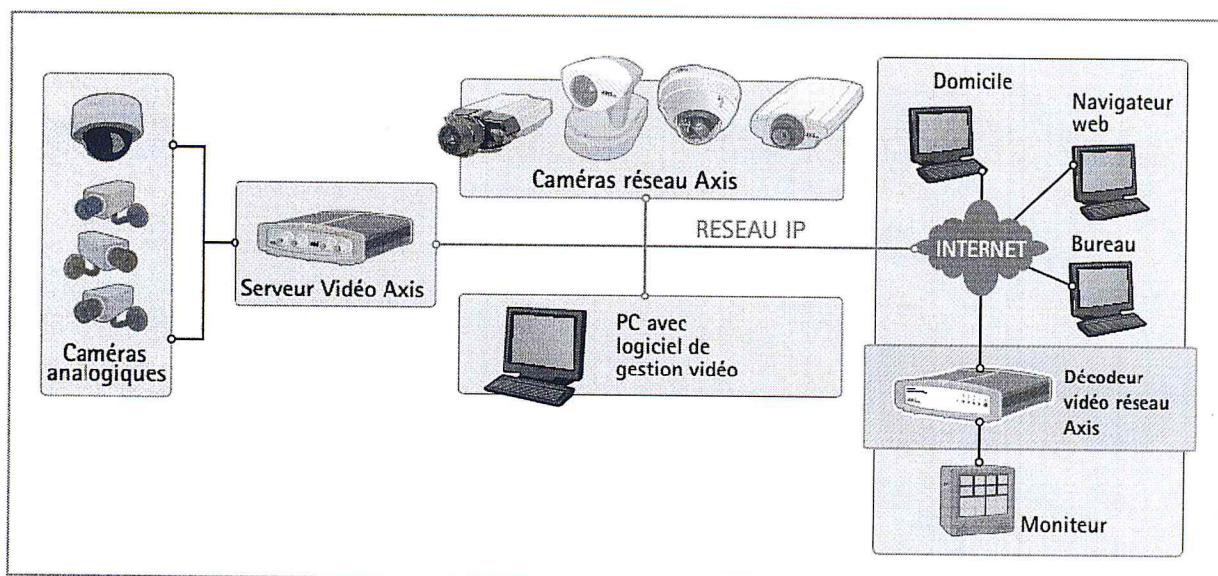 Caméras
analogiques
Serveur Vidéo Axis
Caméras réseau Axis
RESEAU IP
PC avec
logiciel de
gestion vidéo
Domicile
Navigateur
web
INTERNET
Bureau
Décodeur
vidéo réseau
Axis
Moniteur